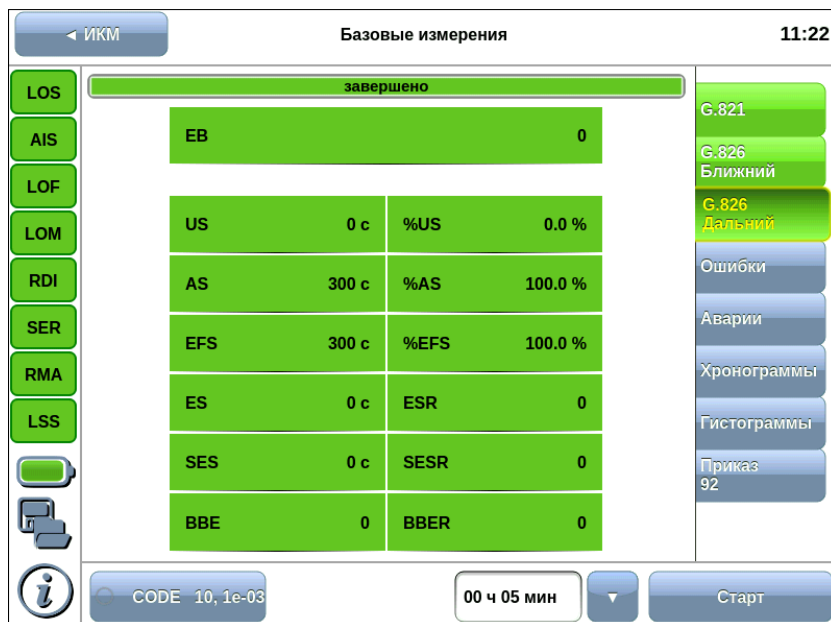 ◄ ИКМ
Базовые измерения
11:22
LOS
AIS
LOF
LOM
RDI
SER
RMA
LSS
завершено
EB 0
US 0 с %US 0.0 %
AS 300 с %AS 100.0 %
EFS 300 с %EFS 100.0 %
ES 0 с ESR 0
SES 0 с SESR 0
BBE 0 BBER 0
G.821
G.826
Ближний
G.826
Дальний
Ошибки
Аварии
Хронограммы
Гистограммы
Приказ
92
i
CODE 10, 1e-03
00 ч 05 мин
▼
Старт